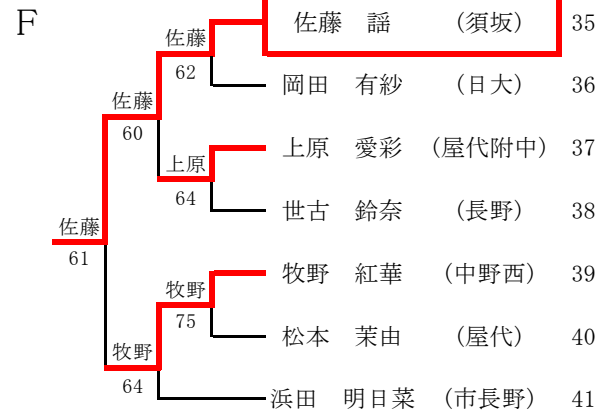 F
佐藤 謡 (須坂) 35
佐藤
62
岡田 有紗 (日大) 36
佐藤
60
上原 愛彩 (屋代附中) 37
上原
64
世古 鈴奈 (長野) 38
佐藤
61
牧野 紅華 (中野西) 39
牧野
75
松本 茉由 (屋代) 40
牧野
64
浜田 明日菜 (市長野) 41